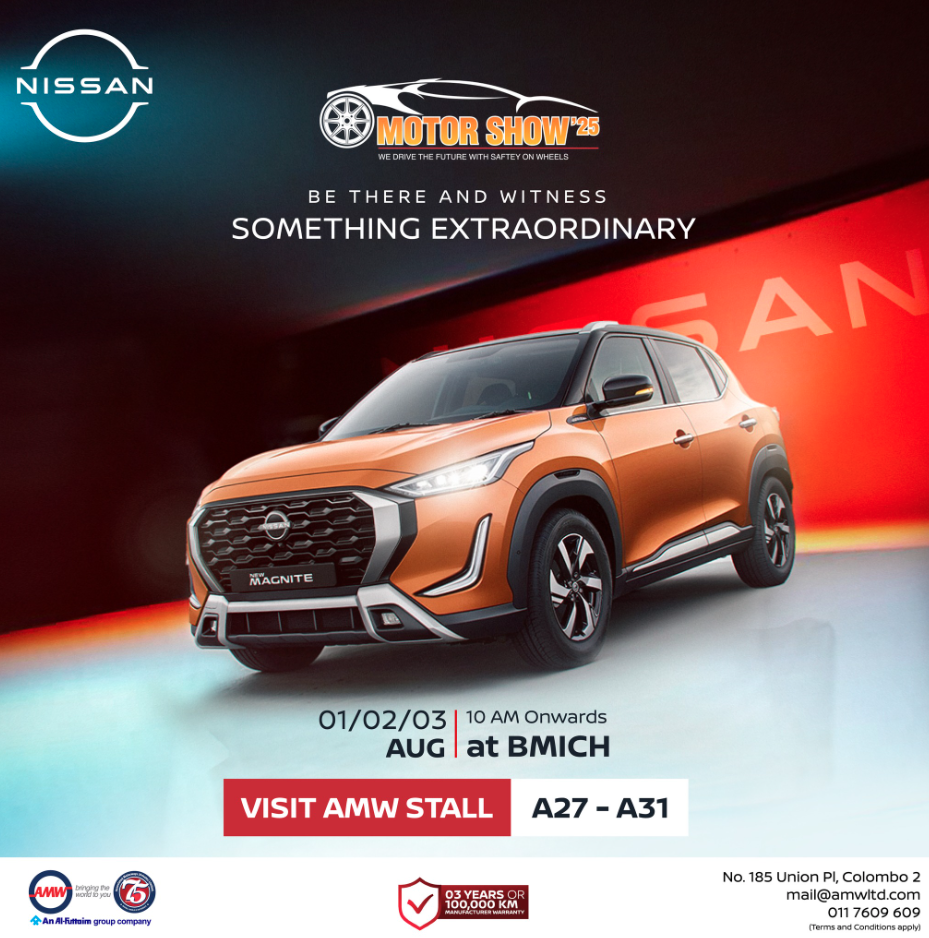 NISSAN
MOTOR SHOW'25
WE DRIVE THE FUTURE WITH SAFTEY ON WHEELS
BE THERE AND WITNESS
SOMETHING EXTRAORDINARY
NISSAN
NISSAN
NEW
MAGNITE
01/02/03
AUG
10 AM Onwards
at BMICH
VISIT AMW STALL
A27 – A31
AMW
bringing the
world to you
75
An Al-Futtaim group company
03 YEARS OR
100,000 KM
MANUFACTURER WARRANTY
No. 185 Union Pl, Colombo 2
mail@amwltd.com
011 7609 609
(Terms and Conditions apply)